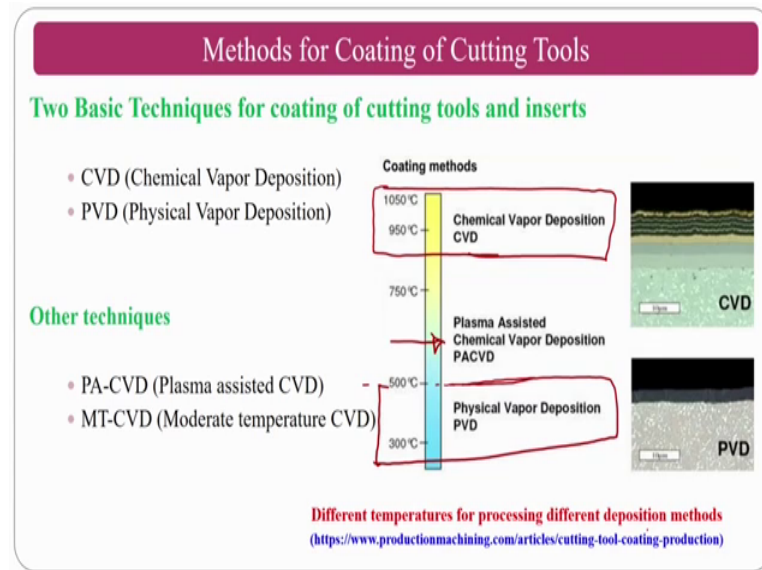 Methods for Coating of Cutting Tools
Two Basic Techniques for coating of cutting tools and inserts
• CVD (Chemical Vapor Deposition)
• PVD (Physical Vapor Deposition)
Other techniques
• PA-CVD (Plasma assisted CVD)
• MT-CVD (Moderate temperature CVD)
Coating methods
1050°C
950°C
750°C
500°C
300°C
Chemical Vapor Deposition
CVD
Plasma Assisted
Chemical Vapor Deposition
PACVD
Physical Vapor Deposition
PVD
CVD
PVD
Different temperatures for processing different deposition methods
(https://www.productionmachining.com/articles/cutting-tool-coating-production)